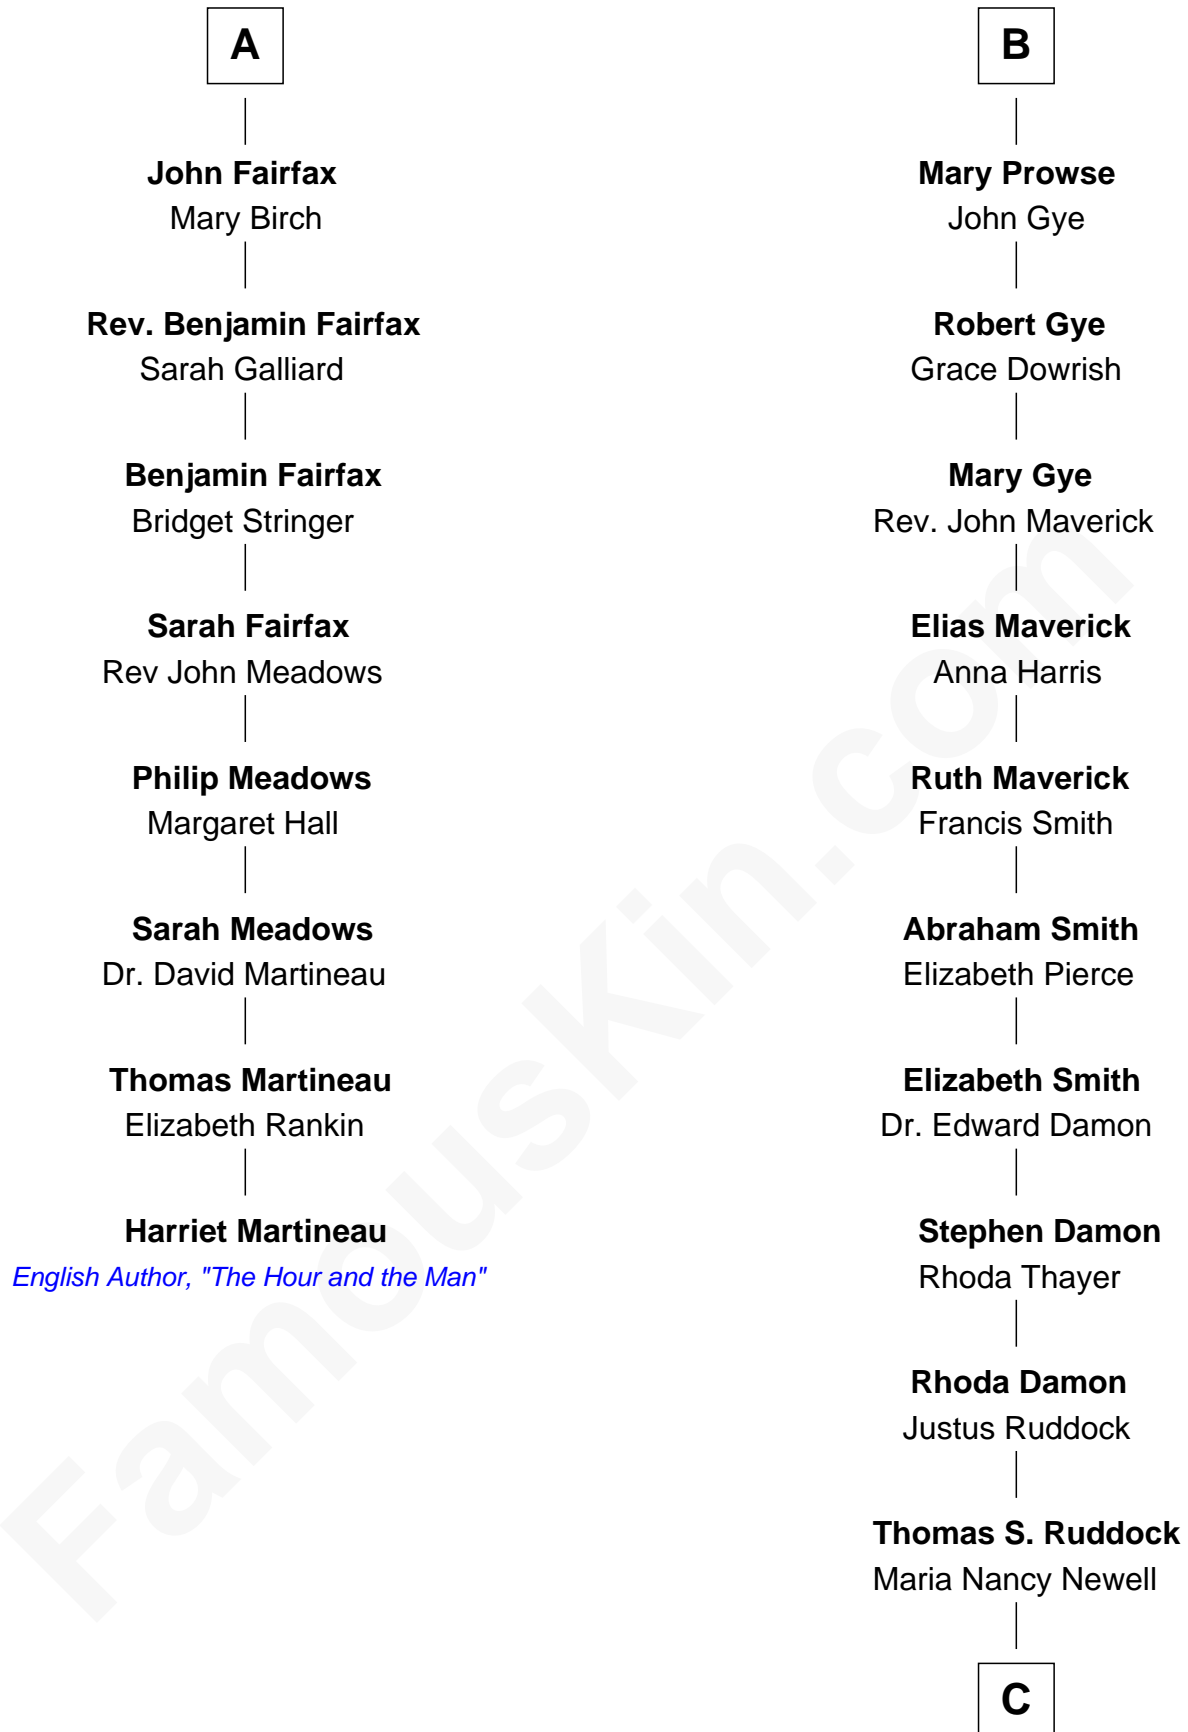 A
John Fairfax
Mary Birch
Rev. Benjamin Fairfax
Sarah Galliard
Benjamin Fairfax
Bridget Stringer
Sarah Fairfax
Rev John Meadows
Philip Meadows
Margaret Hall
Sarah Meadows
Dr. David Martineau
Thomas Martineau
Elizabeth Rankin
Harriet Martineau
English Author, "The Hour and the Man"
B
Mary Prowse
John Gye
Robert Gye
Grace Dowrish
Mary Gye
Rev. John Maverick
Elias Maverick
Anna Harris
Ruth Maverick
Francis Smith
Abraham Smith
Elizabeth Pierce
Elizabeth Smith
Dr. Edward Damon
Stephen Damon
Rhoda Thayer
Rhoda Damon
Justus Ruddock
Thomas S. Ruddock
Maria Nancy Newell
C
FamousKin.com